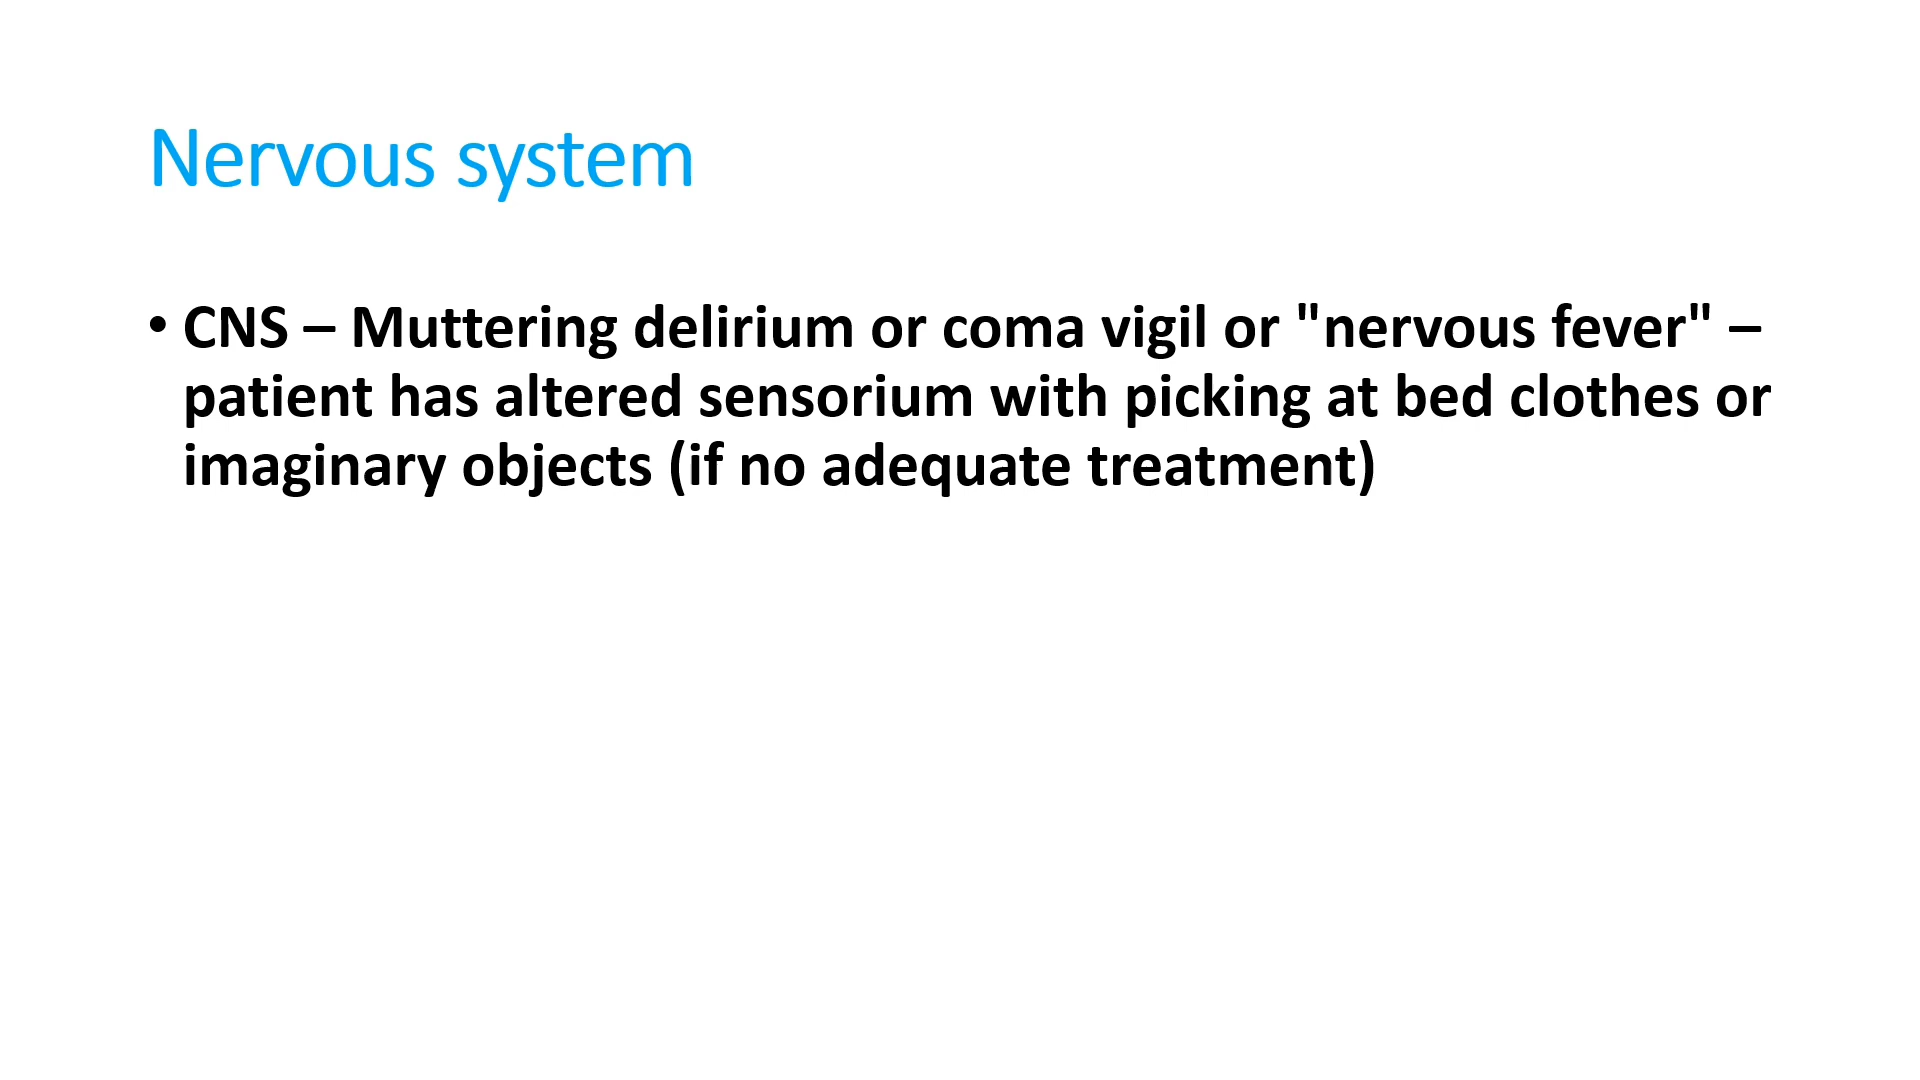 Nervous system
• CNS – Muttering delirium or coma vigil or "nervous fever" –
patient has altered sensorium with picking at bed clothes or
imaginary objects (if no adequate treatment)